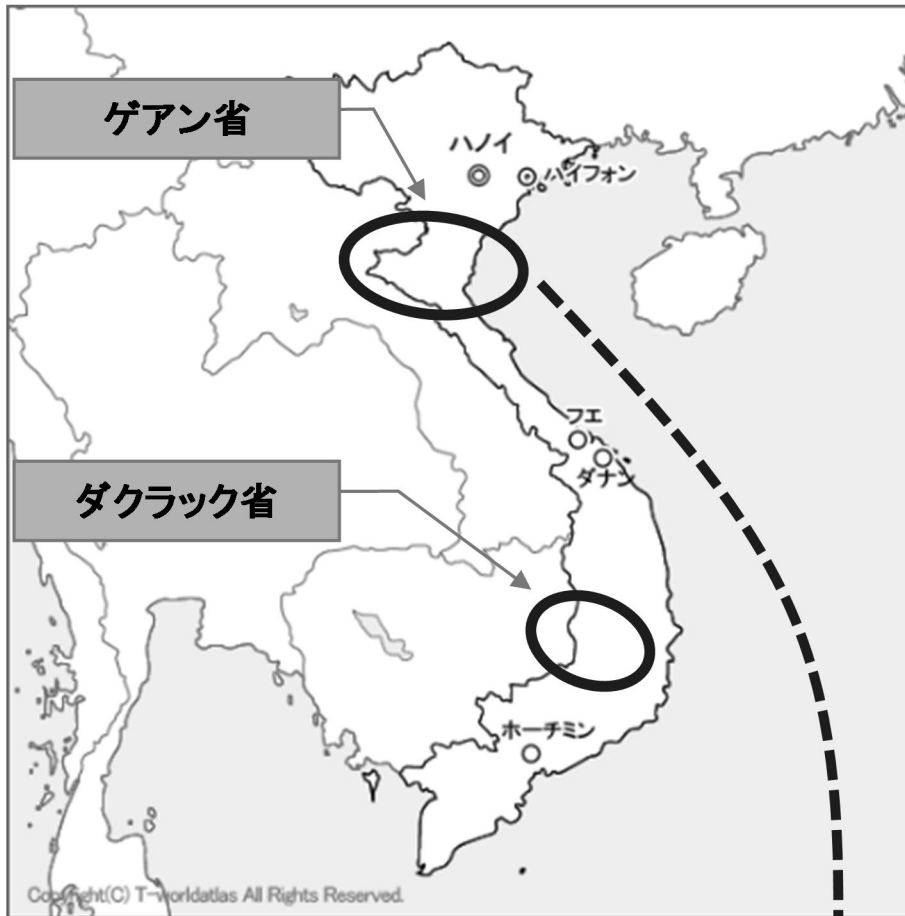 ゲアン省
ハノイ
ハイフォン
フエ
ダナン
ダクラック省
ホーチミン
Copyright(C) T-worldatlas All Rights Reserved.